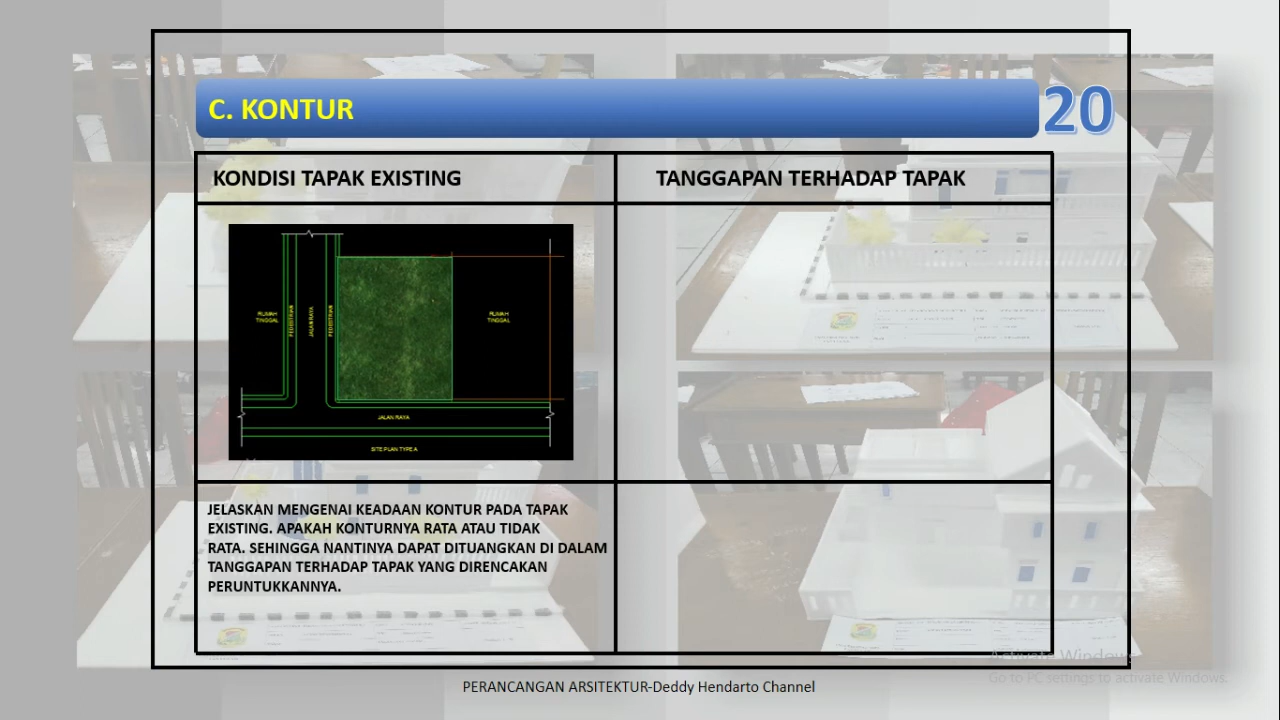 C. KONTUR
20
KONDISI TAPAK EXISTING
TANGGAPAN TERHADAP TAPAK
RUMAH
TINGGAL
PEDESTRIAN
JALAN RAYA
PEDESTRIAN
RUMAH
TINGGAL
JALAN RAYA
SITE PLAN TYPE A
JELASKAN MENGENAI KEADAAN KONTUR PADA TAPAK
EXISTING. APAKAH KONTURNYA RATA ATAU TIDAK
RATA. SEHINGGA NANTINYA DAPAT DITUANGKAN DI DALAM
TANGGAPAN TERHADAP TAPAK YANG DIRENCAKAN
PERUNTUKKANNYA.
Activate Windows
Go to PC settings to activate Windows.
PERANCANGAN ARSITEKTUR-Deddy Hendarto Channel